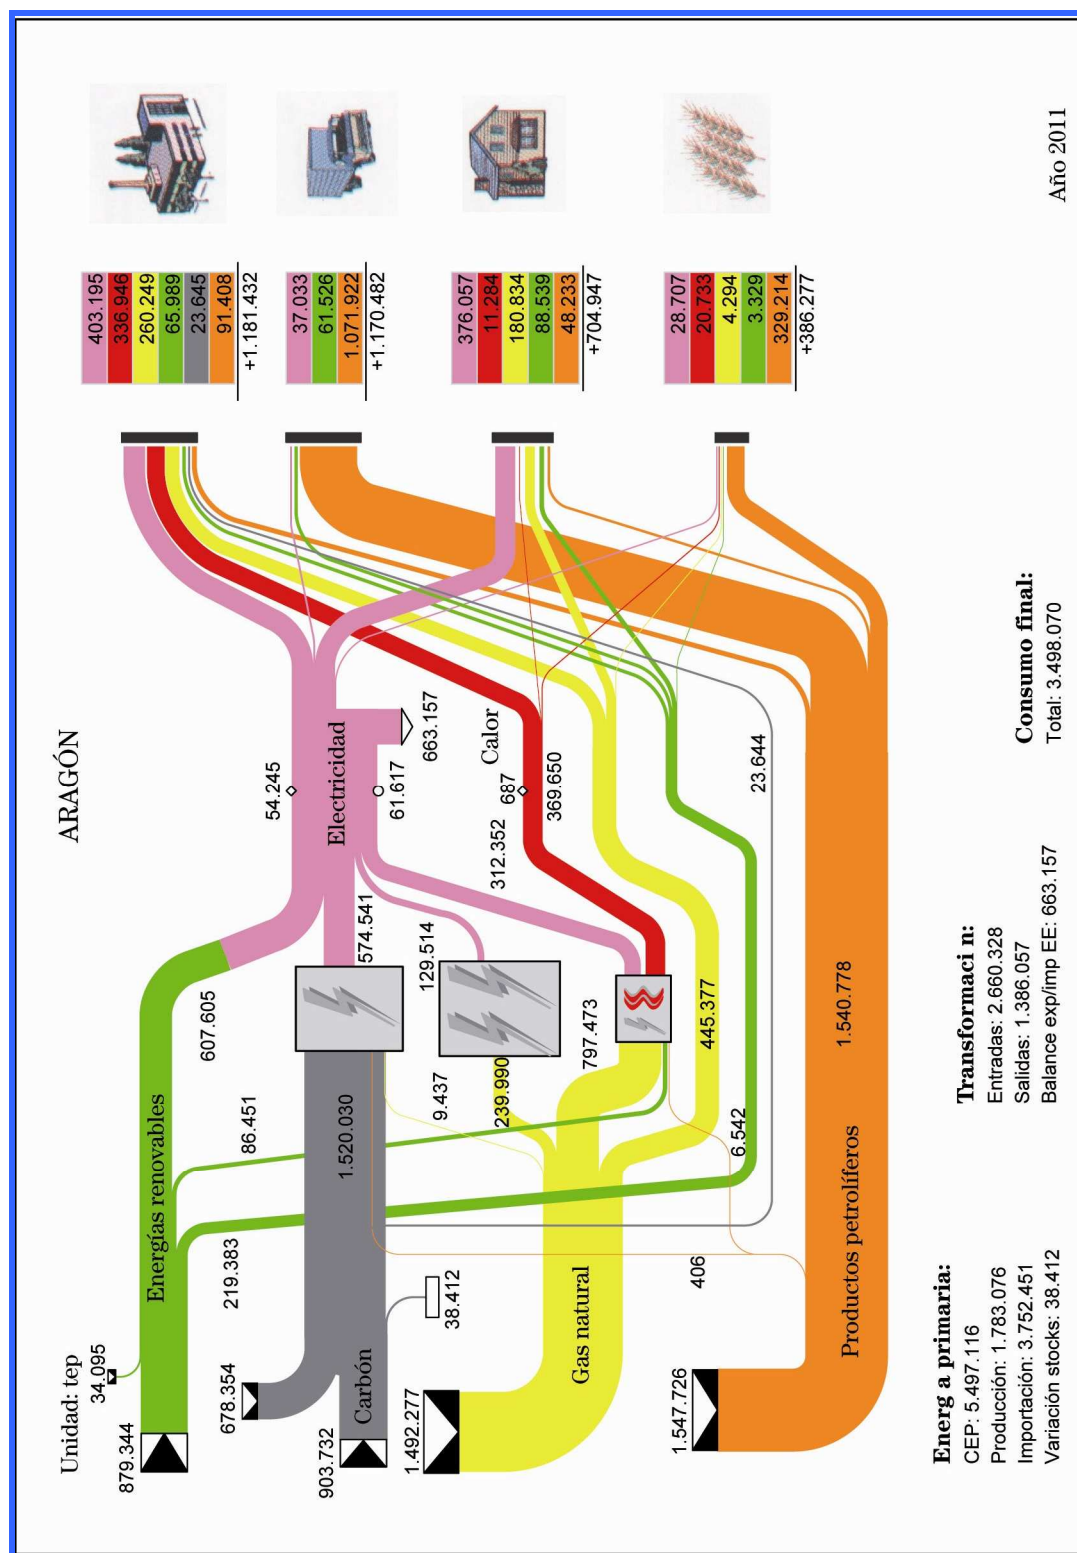 ARAGÓN
Unidad: tep
34.095
879.344
Energías renovables
607.605
86.451
219.383
678.354
903.732
Carbón
1.520.030
38.412
574.541
54.245
Electricidad
61.617
663.157
129.514
9.437
239.990
1.492.277
Gas natural
797.473
312.352
Calor
687
369.650
445.377
6.542
23.644
406
1.547.726
Productos petrolíferos
1.540.778
403.195
336.946
260.249
65.989
23.645
91.408
+1.181.432
37.033
61.526
1.071.922
+1.170.482
376.057
11.284
180.834
88.539
48.233
+704.947
28.707
20.733
4.294
3.329
329.214
+386.277
Energ a primaria:
CEP: 5.497.116
Producción: 1.783.076
Importación: 3.752.451
Variación stocks: 38.412
Transformaci n:
Entradas: 2.660.328
Salidas: 1.386.057
Balance exp/imp EE: 663.157
Consumo final:
Total: 3.498.070
Año 2011